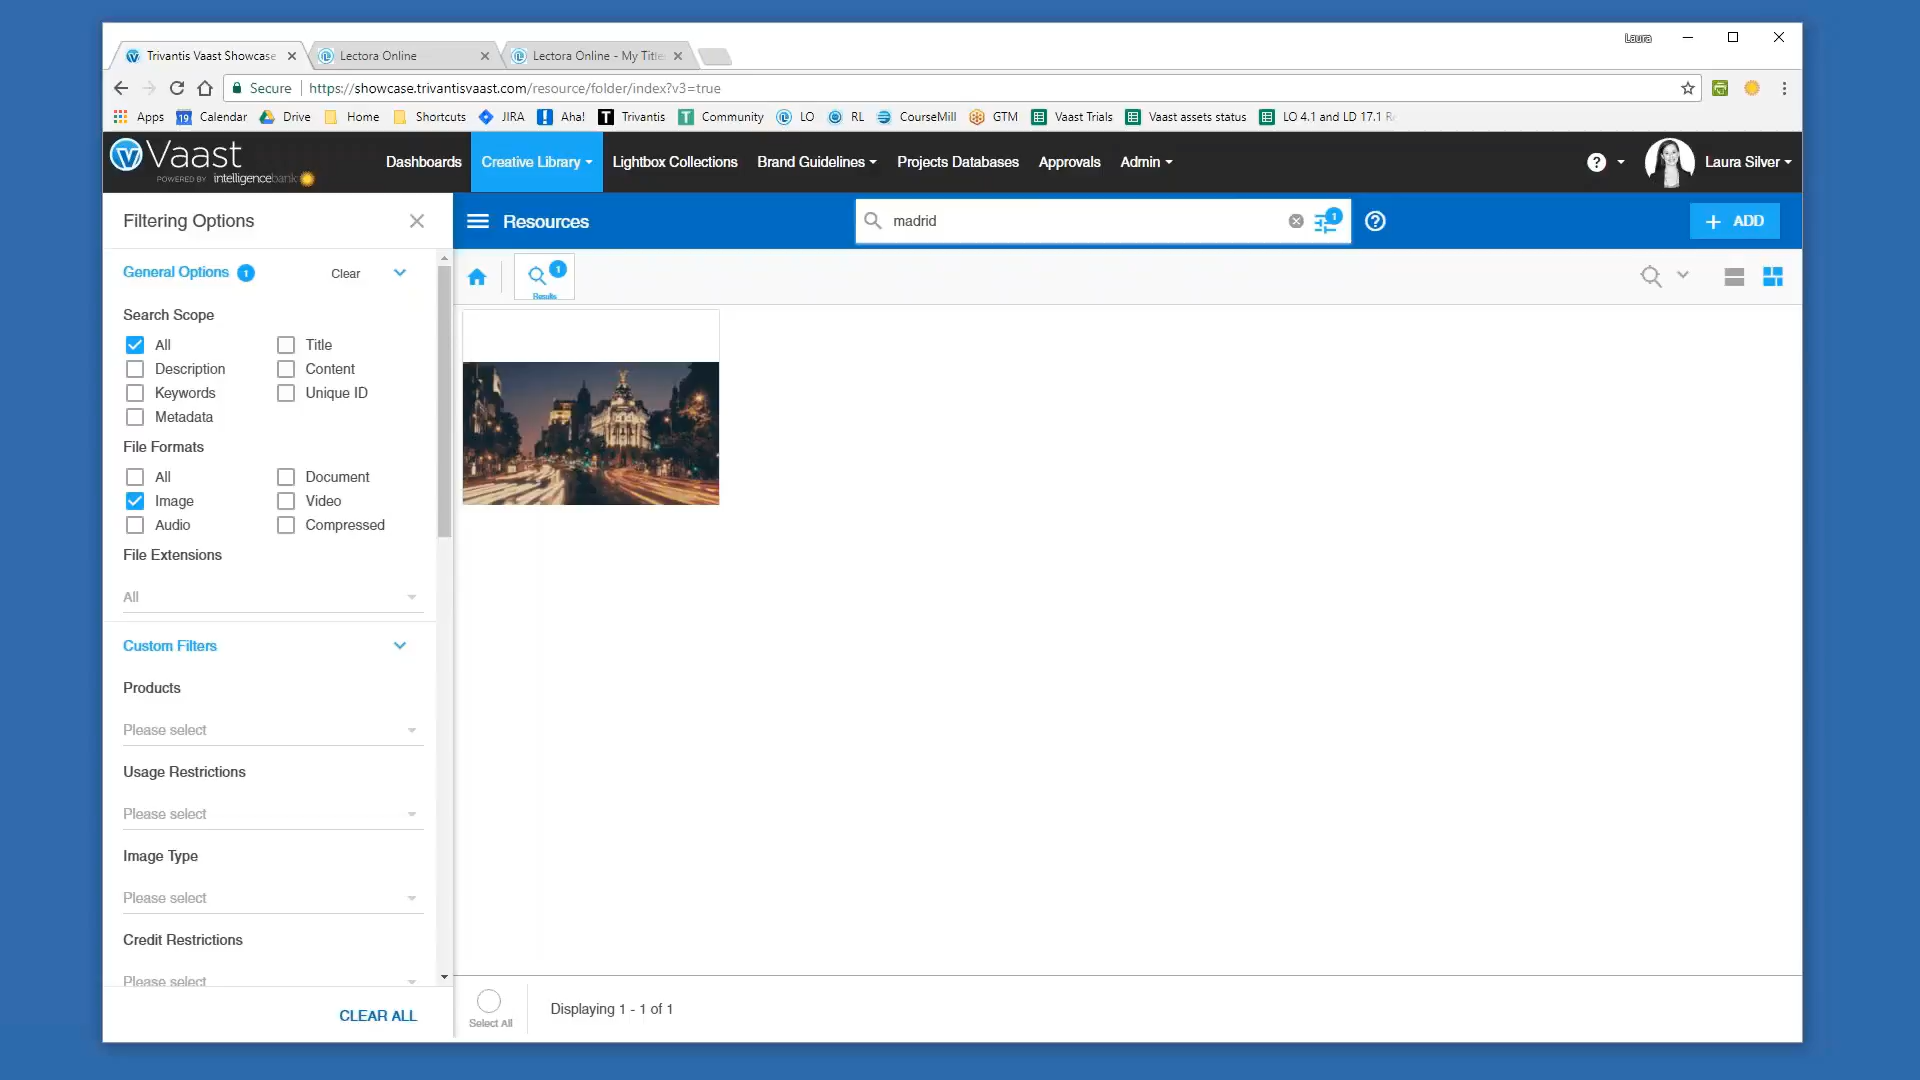 Laura
Trivantis Vaast Showcase
Lectora Online
Lectora Online - My Title
Secure
https://showcase.trivantisvaast.com/resource/folder/index?v3=true
Apps
19
Calendar
Drive
Home
Shortcuts
JIRA
Aha!
T Trivantis
T Community
LO
RL
CourseMill
GTM
Vaast Trials
Vaast assets status
LO 4.1 and LD 17.1 Re
Vaast
POWERED BY intelligencebank
Dashboards
Creative Library
Lightbox Collections
Brand Guidelines
Projects Databases
Approvals
Admin
?
Laura Silver
Filtering Options
Resources
madrid
1
?
+ ADD
General Options 1
Clear
1
Results
Search Scope
All
Title
Description
Content
Keywords
Unique ID
Metadata
File Formats
All
Document
Image
Video
Audio
Compressed
File Extensions
All
Custom Filters
Products
Please select
Usage Restrictions
Please select
Image Type
Please select
Credit Restrictions
Please select
CLEAR ALL
Select All
Displaying 1 - 1 of 1